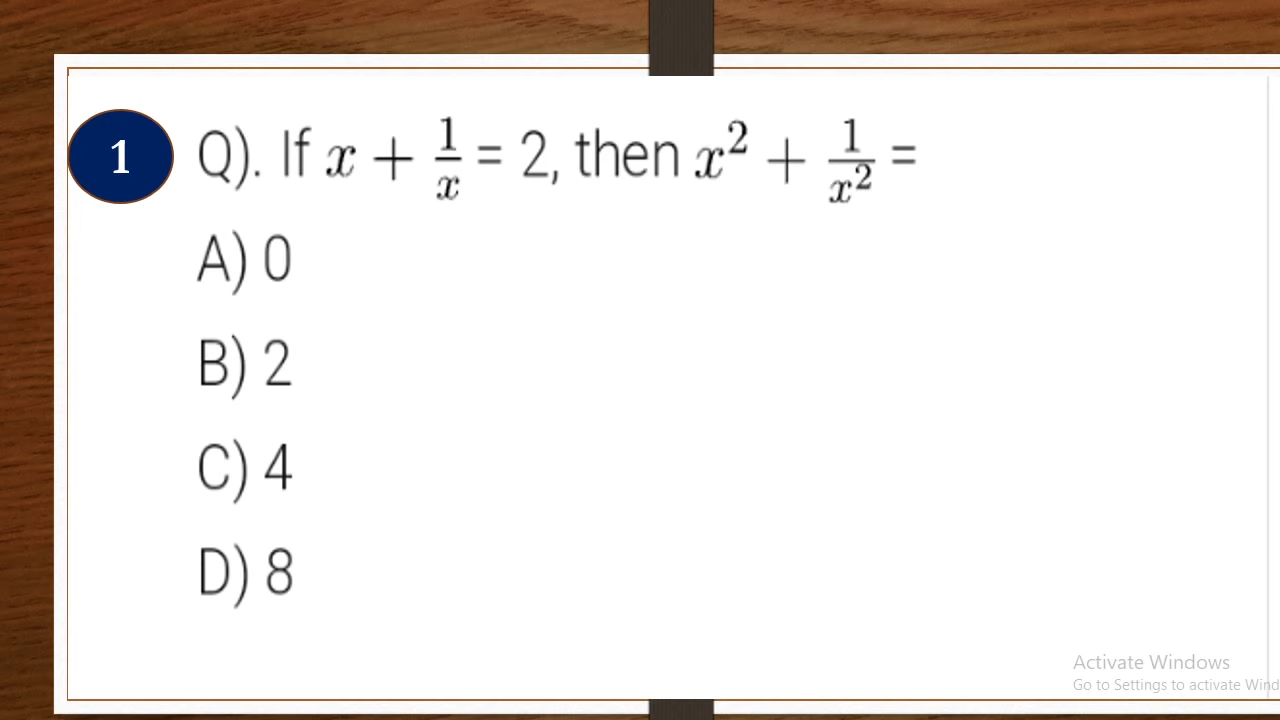 1
Q). If x + 1/x = 2, then x² + 1/x² =
A) 0
B) 2
C) 4
D) 8
Activate Windows
Go to Settings to activate Wind